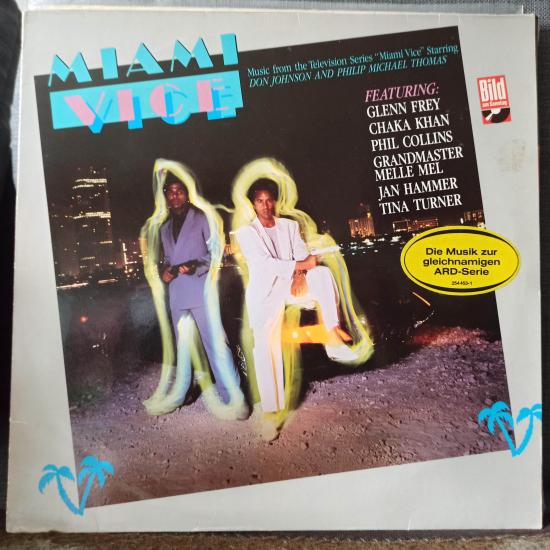 MIAMI
VICE
Music from the Television Series "Miami Vice" Starring
DON JOHNSON AND PHILIP MICHAEL THOMAS
FEATURING:
GLENN FREY
CHAKA KHAN
PHIL COLLINS
GRANDMASTER
MELLE MEL
JAN HAMMER
TINA TURNER
Bild
am Sonntag
Die Musik zur
gleichnamigen
ARD-Serie
254 453-1